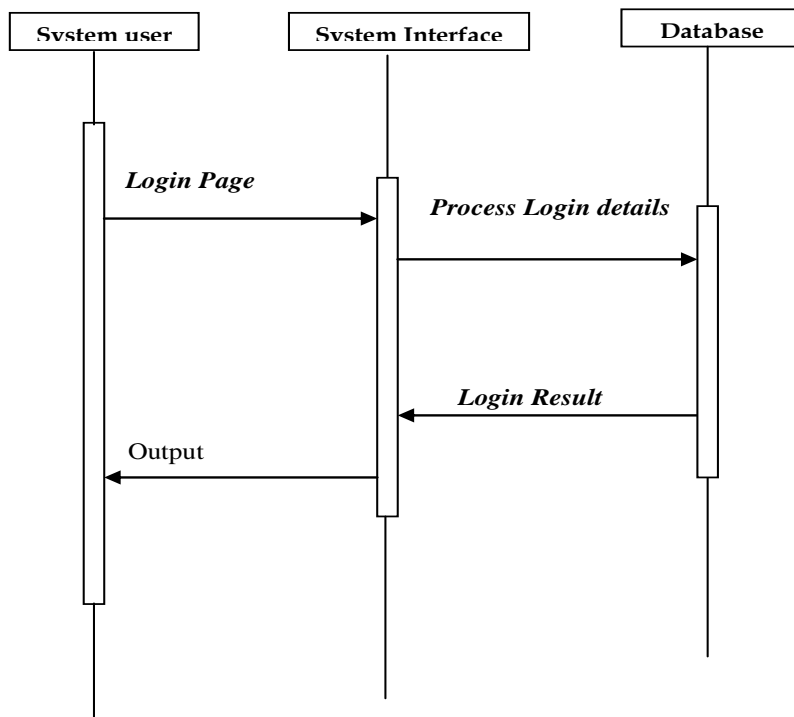 System user
System Interface
Database
Login Page
Process Login details
Login Result
Output